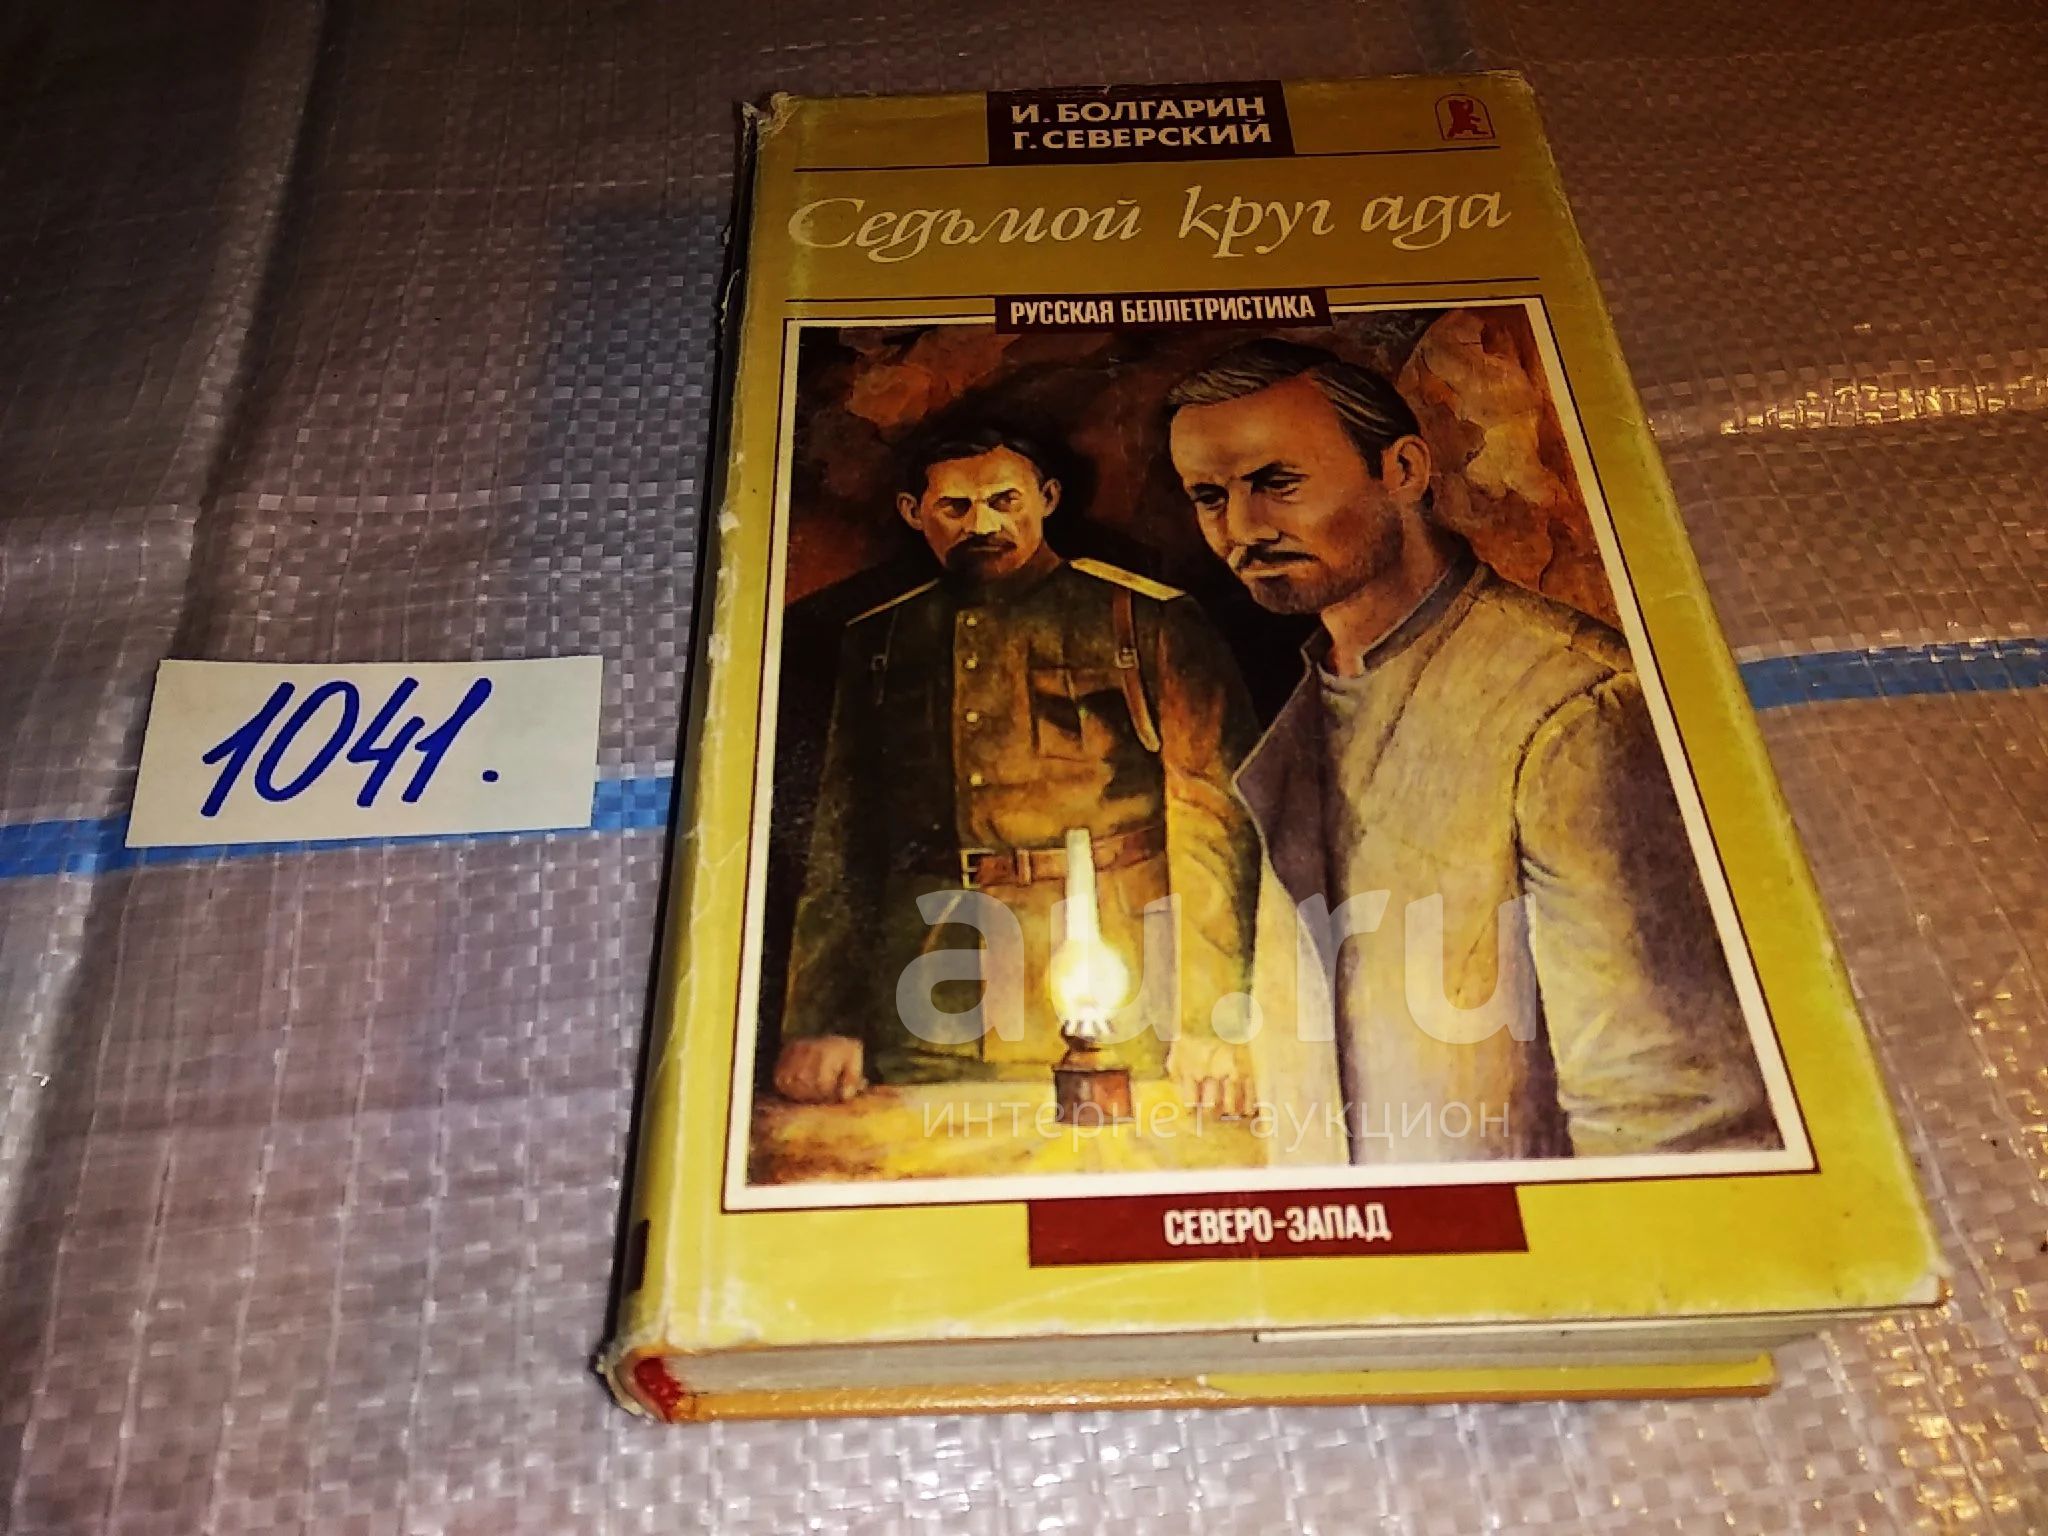 И. БОЛГАРИН
Г. СЕВЕРСКИЙ
Седьмой круг ада
РУССКАЯ БЕЛЛЕТРИСТИКА
1041.
au.ru
интернет-аукцион
СЕВЕРО-ЗАПАД